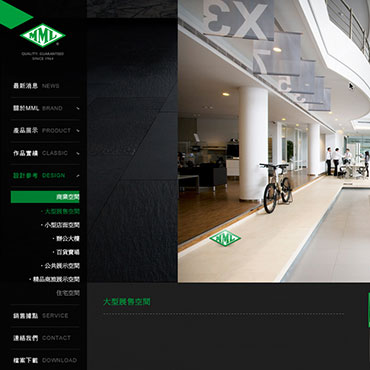 MML
®
QUALITY GUARANTEED
SINCE 1963
最新消息 NEWS
關於MML BRAND
產品展示 PRODUCT
作品實績 CLASSIC
設計參考 DESIGN
商業空間
・大型展售空間
・小型店面空間
・辦公大樓
・百貨賣場
・公共展示空間
・精品商旅展示空間
住宅空間
銷售據點 SERVICE
連絡我們 CONTACT
檔案下載 DOWNLOAD
X3
75
MML
大型展售空間